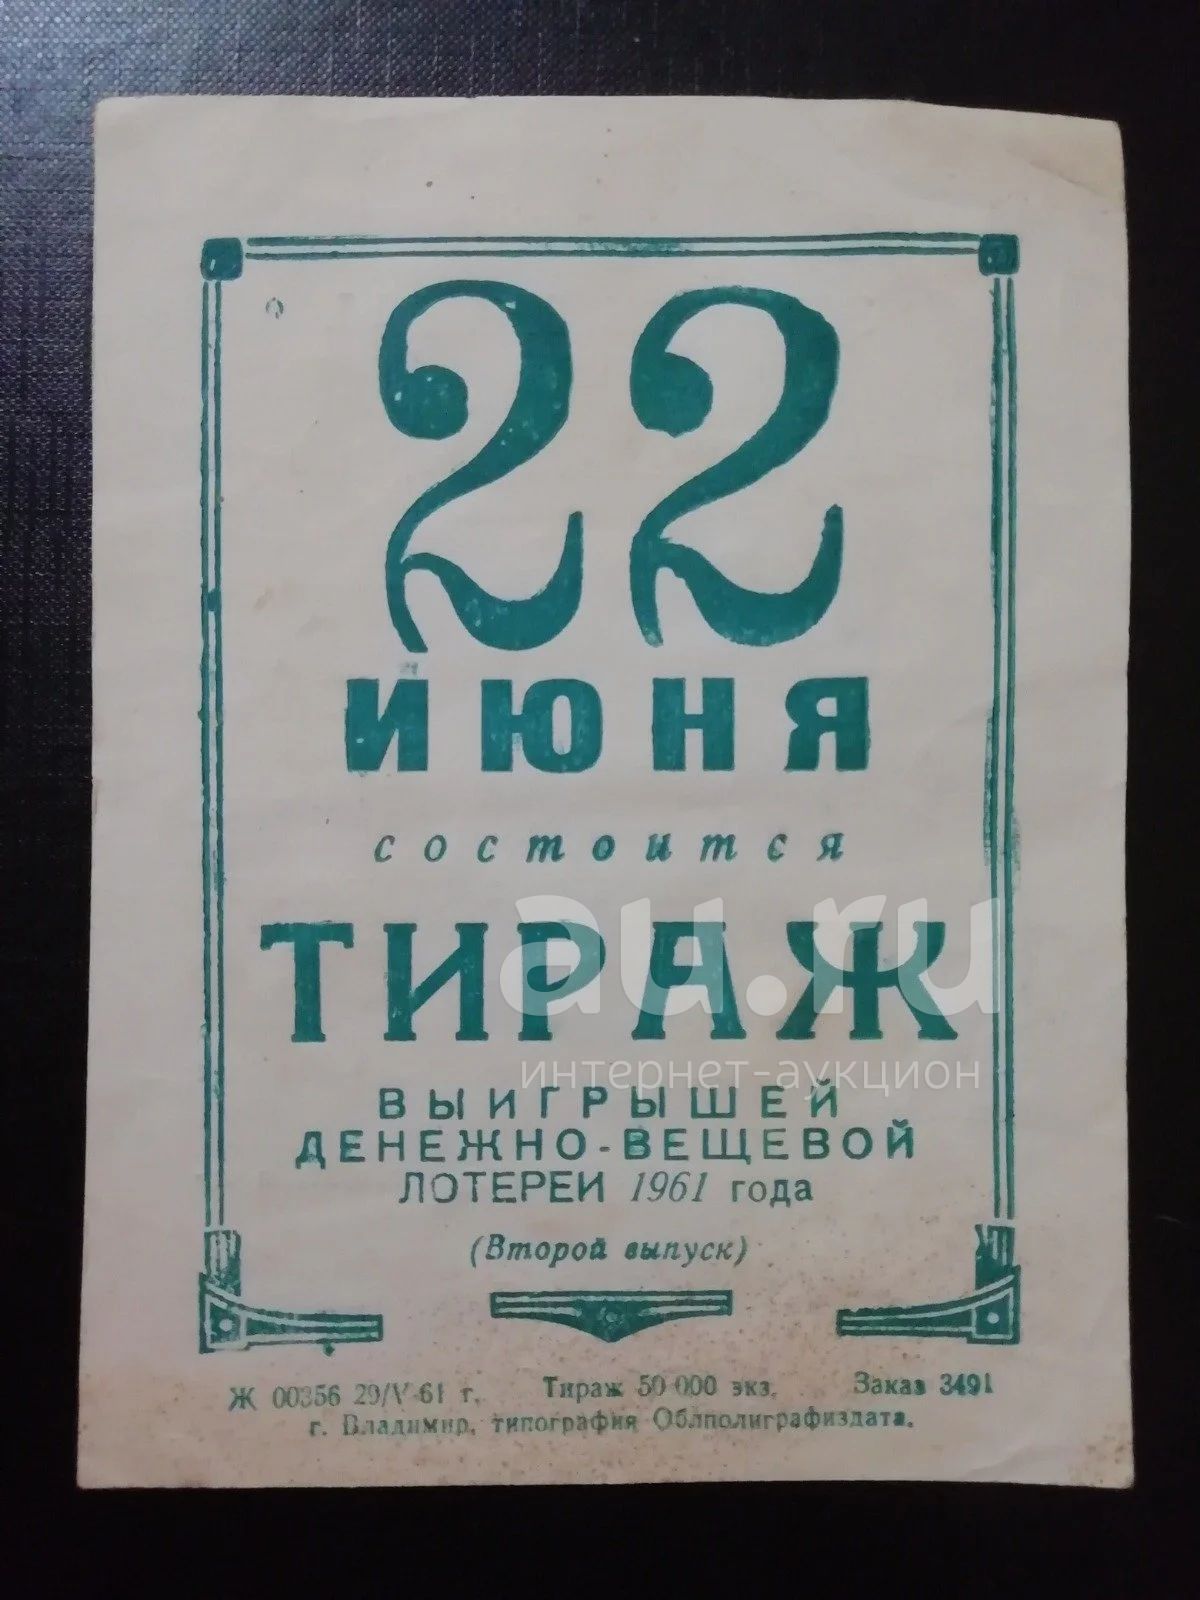 22
ИЮНЯ
состоится
ТИРАЖ
ВЫИГРЫШЕЙ
ДЕНЕЖНО-ВЕЩЕВОЙ
ЛОТЕРЕИ 1961 года
(Второй выпуск)
Ж 00356 29/V-61 г. Тираж 50 000 экз. Заказ 3491
г. Владимир, типография Облполиграфиздата.
au.ru
интернет-аукцион